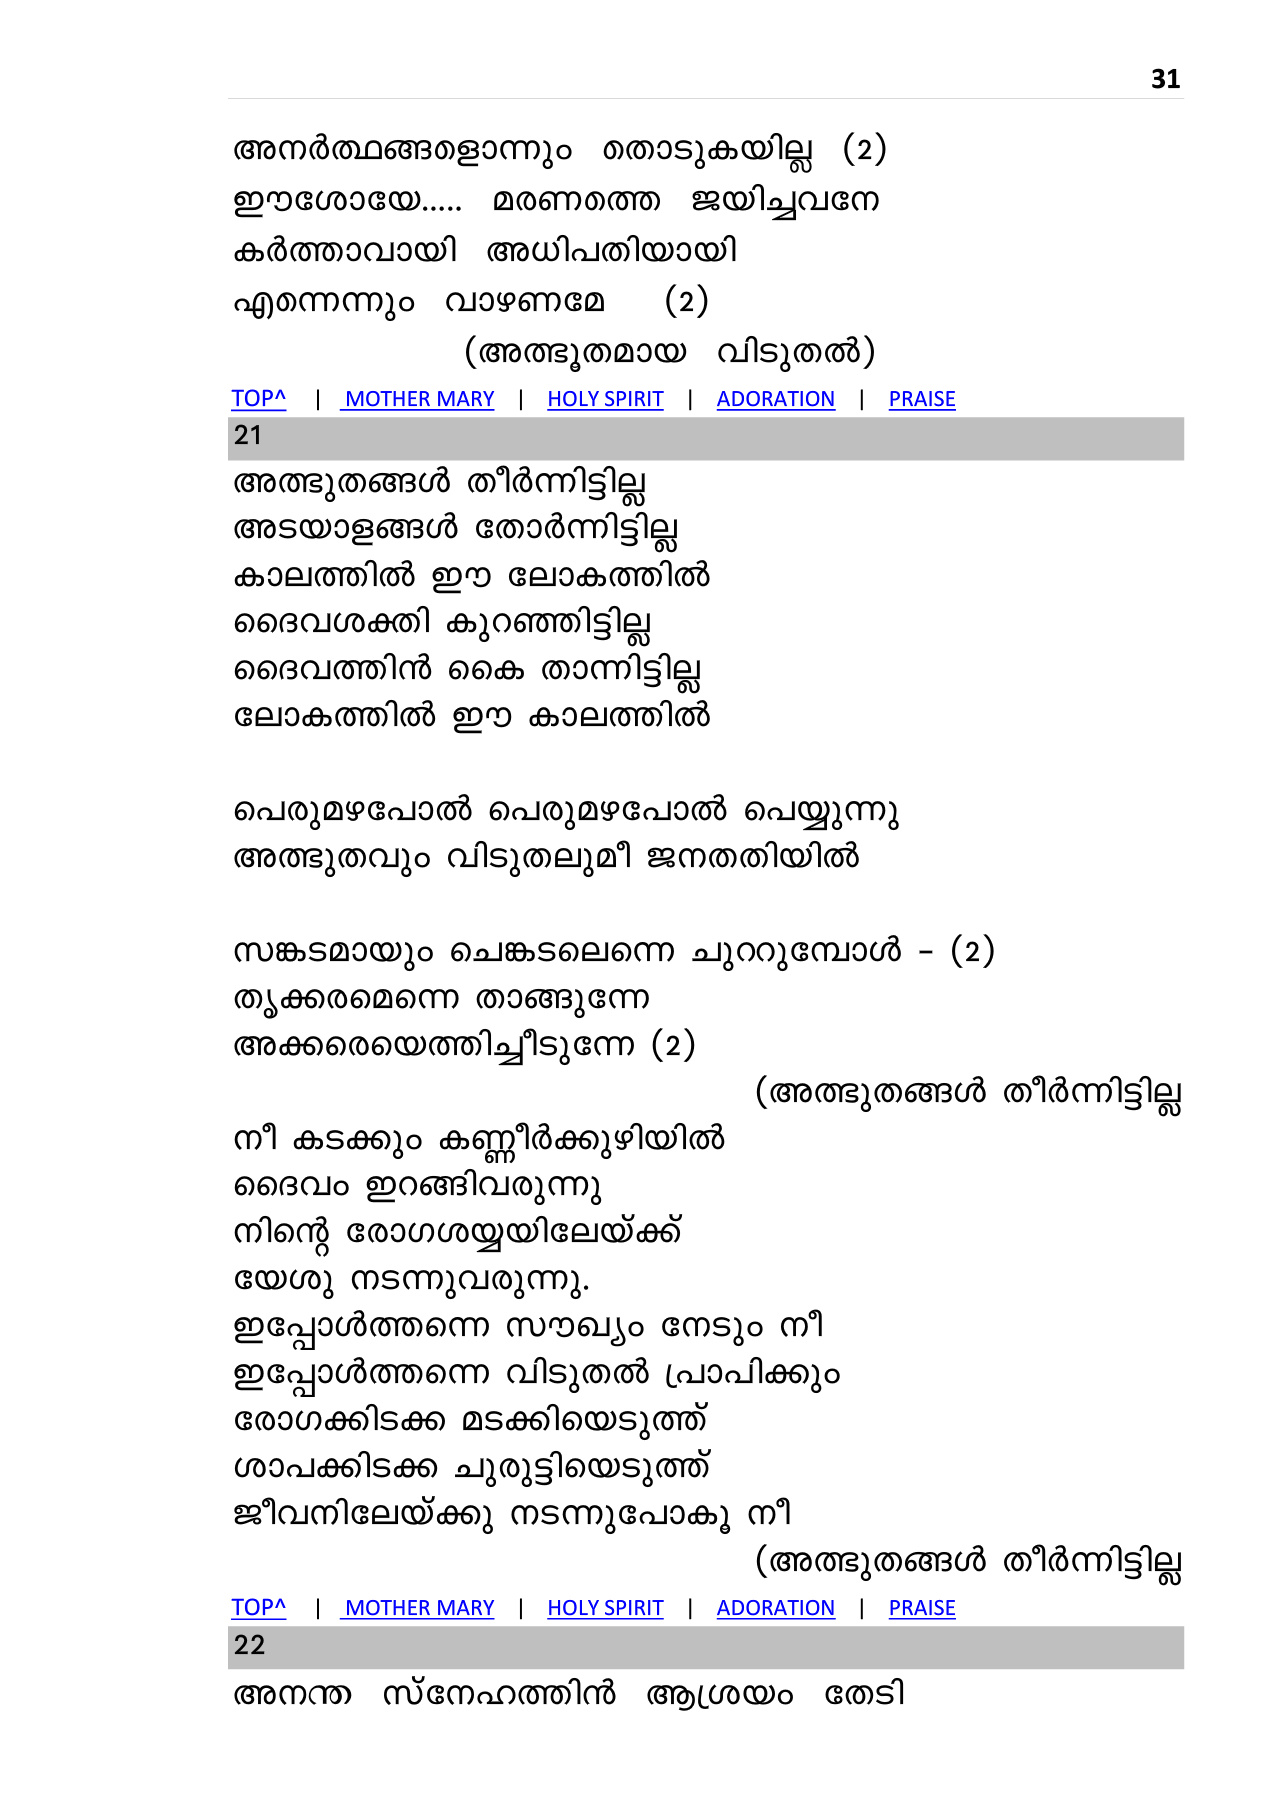 31
അനർത്ഥങ്ങളൊന്നും തൊടുകയില്ല (2)
ഈശോയേ..... മരണത്തെ ജയിച്ചവനേ
കർത്താവായി അധിപതിയായി
എന്നെന്നും വാഴണമേ (2)
(അത്ഭൂതമായ വിടുതൽ)
TOP^ | MOTHER MARY | HOLY SPIRIT | ADORATION | PRAISE
21
അത്ഭുതങ്ങൾ തീർന്നിട്ടില്ല
അടയാളങ്ങൾ തോർന്നിട്ടില്ല
കാലത്തിൽ ഈ ലോകത്തിൽ
ദൈവശക്തി കുറഞ്ഞിട്ടില്ല
ദൈവത്തിൻ കൈ താന്നിട്ടില്ല
ലോകത്തിൽ ഈ കാലത്തിൽ
പെരുമഴപോൽ പെരുമഴപോൽ പെയ്യുന്നു
അത്ഭുതവും വിടുതലുമീ ജനതതിയിൽ
സങ്കടമായും ചെങ്കടലെന്നെ ചുററുമ്പോൾ – (2)
തൃക്കരമെന്നെ താങ്ങുന്നേ
അക്കരെയെത്തിച്ചീടുന്നേ (2)
(അത്ഭുതങ്ങൾ തീർന്നിട്ടില്ല
നീ കടക്കും കണ്ണീർക്കുഴിയിൽ
ദൈവം ഇറങ്ങിവരുന്നു
നിന്റെ രോഗശയ്യയിലേയ്ക്ക്
യേശു നടന്നുവരുന്നു.
ഇപ്പോൾത്തന്നെ സൗഖ്യം നേടും നീ
ഇപ്പോൾത്തന്നെ വിടുതൽ പ്രാപിക്കും
രോഗക്കിടക്ക മടക്കിയെടുത്ത്
ശാപക്കിടക്ക ചുരുട്ടിയെടുത്ത്
ജീവനിലേയ്ക്കു നടന്നുപോകൂ നീ
(അത്ഭുതങ്ങൾ തീർന്നിട്ടില്ല
TOP^ | MOTHER MARY | HOLY SPIRIT | ADORATION | PRAISE
22
അനന്ത സ്നേഹത്തിൻ ആശ്രയം തേടി